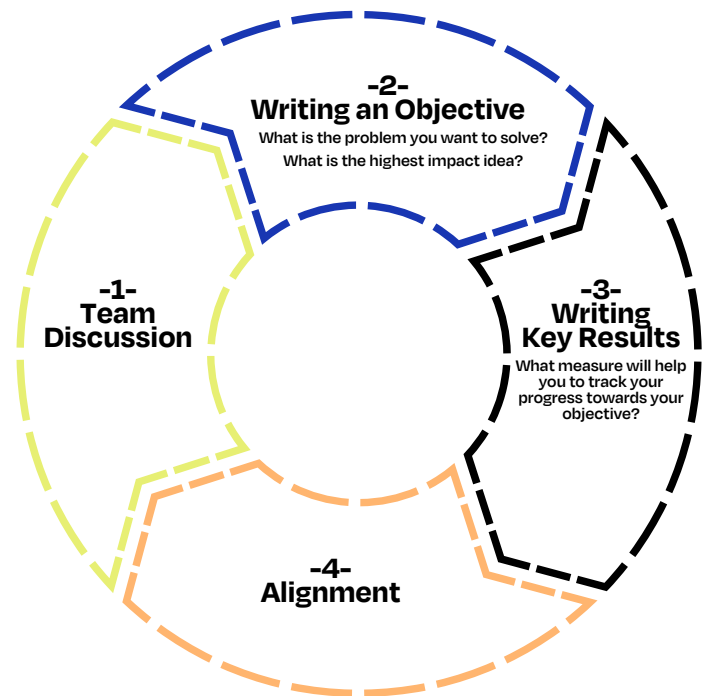 -1-
Team
Discussion
-2-
Writing an Objective
What is the problem you want to solve?
What is the highest impact idea?
-3-
Writing
Key Results
What measure will help
you to track your
progress towards your
objective?
-4-
Alignment